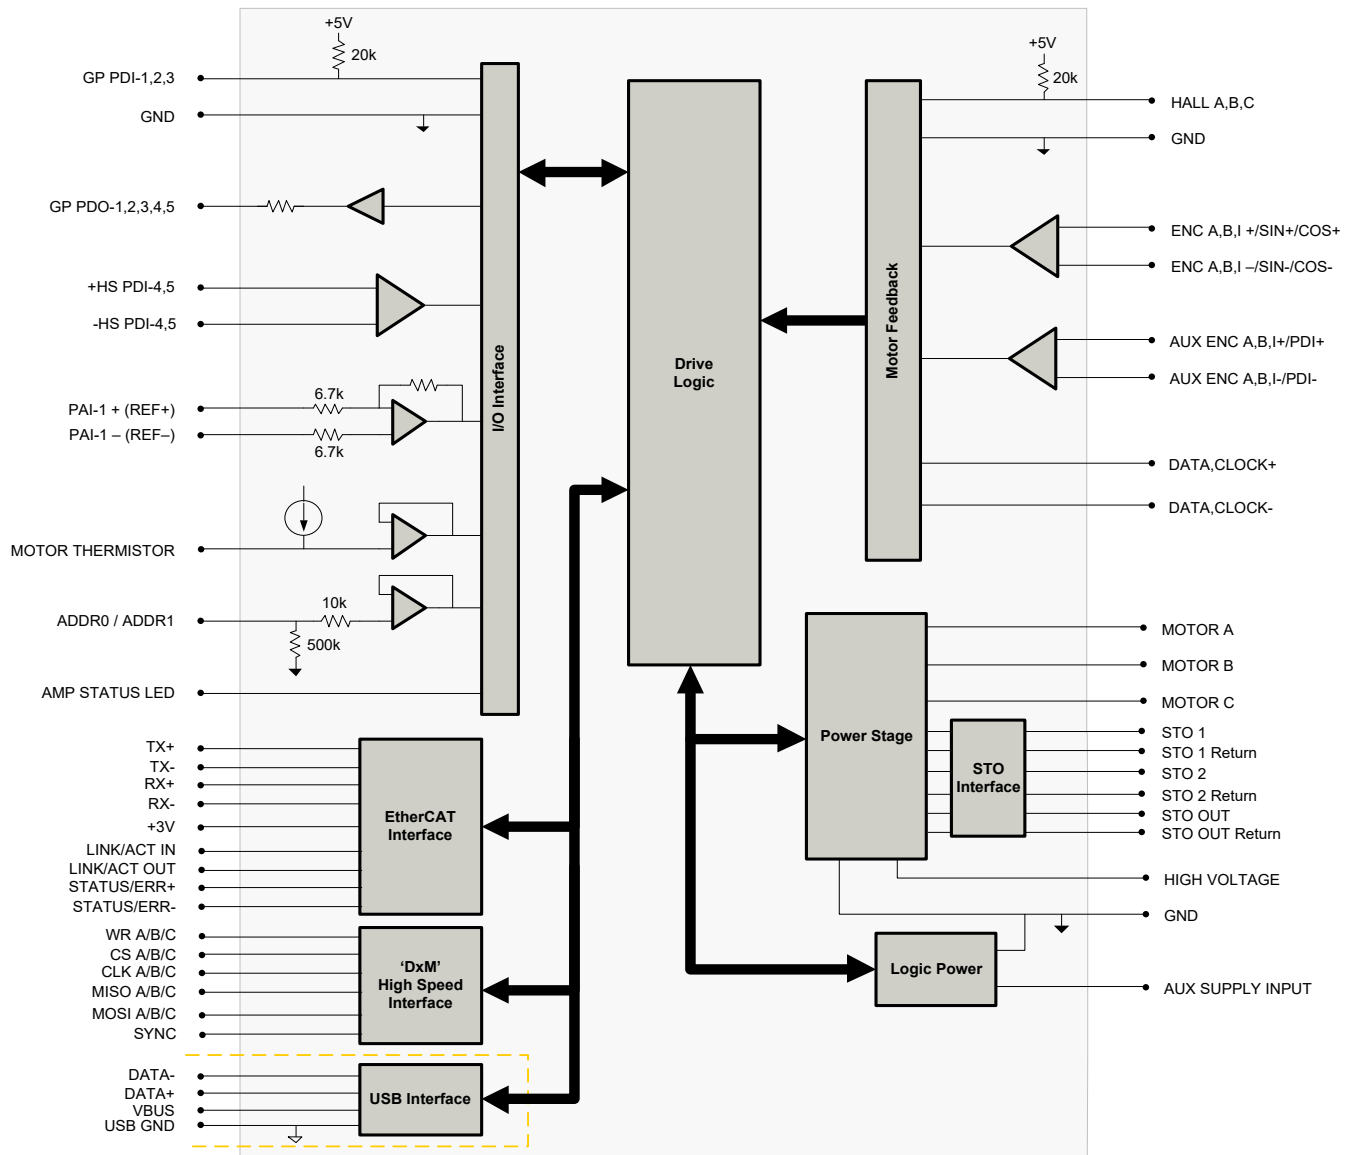 +5V
20k
GP PDI-1,2,3
GND
GP PDO-1,2,3,4,5
+HS PDI-4,5
-HS PDI-4,5
6.7k
PAI-1 + (REF+)
PAI-1 – (REF–)
6.7k
MOTOR THERMISTOR
10k
ADDR0 / ADDR1
500k
AMP STATUS LED
I/O Interface
TX+
TX-
RX+
RX-
+3V
LINK/ACT IN
LINK/ACT OUT
STATUS/ERR+
STATUS/ERR-
EtherCAT
Interface
WR A/B/C
CS A/B/C
CLK A/B/C
MISO A/B/C
MOSI A/B/C
SYNC
‘DxM’
High Speed
Interface
DATA-
DATA+
VBUS
USB GND
USB Interface
Drive
Logic
Motor Feedback
+5V
20k
HALL A,B,C
GND
ENC A,B,I +/SIN+/COS+
ENC A,B,I –/SIN-/COS-
AUX ENC A,B,I+/PDI+
AUX ENC A,B,I-/PDI-
DATA,CLOCK+
DATA,CLOCK-
Power Stage
MOTOR A
MOTOR B
MOTOR C
STO
Interface
STO 1
STO 1 Return
STO 2
STO 2 Return
STO OUT
STO OUT Return
HIGH VOLTAGE
GND
Logic Power
AUX SUPPLY INPUT